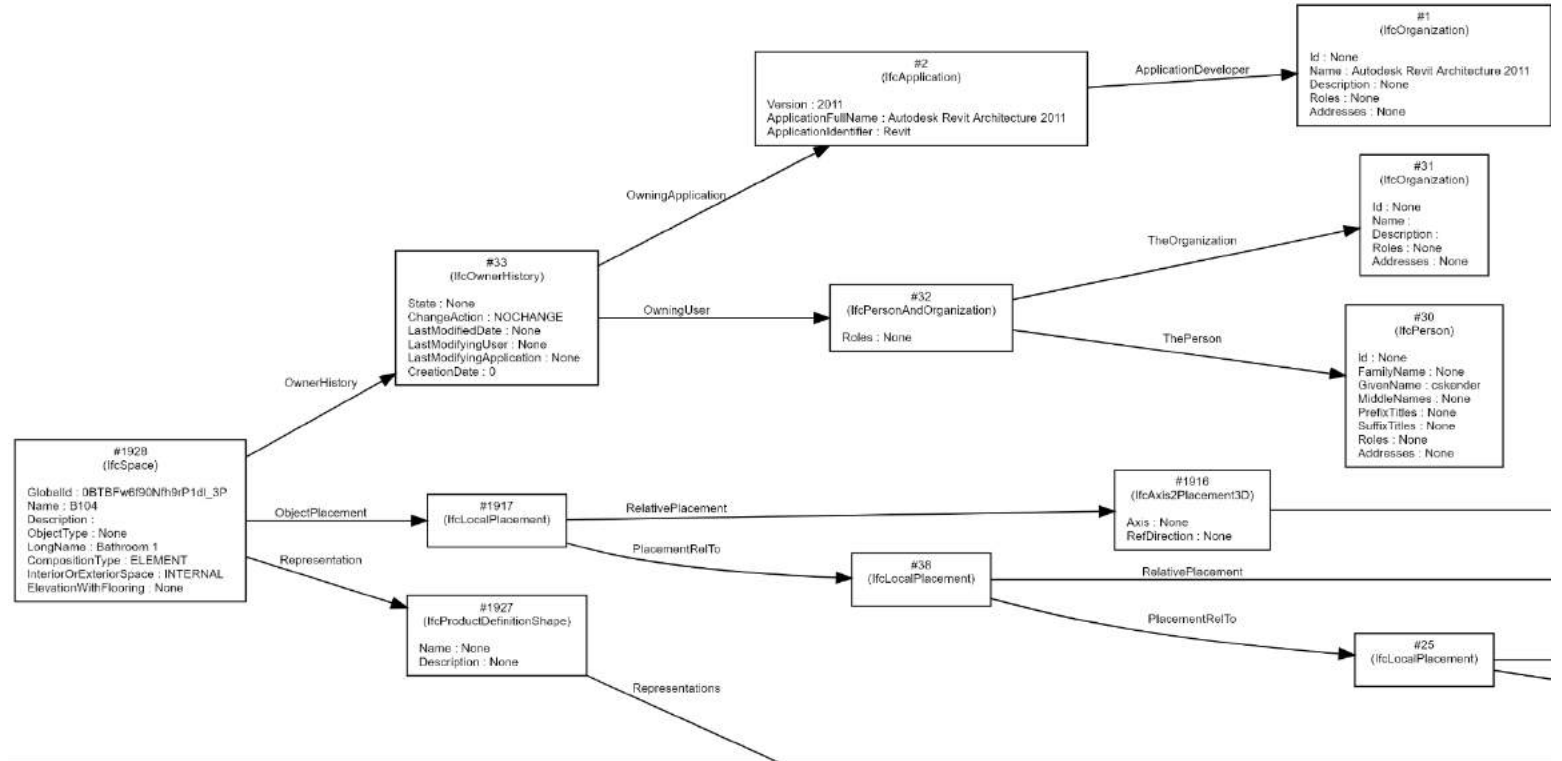 #1
(IfcOrganization)
Id : None
Name : Autodesk Revit Architecture 2011
Description : None
Roles : None
Addresses : None
ApplicationDeveloper
#2
(IfcApplication)
Version : 2011
ApplicationFullName : Autodesk Revit Architecture 2011
ApplicationIdentifier : Revit
OwningApplication
#31
(IfcOrganization)
Id : None
Name :
Description :
Roles : None
Addresses : None
TheOrganization
#33
(IfcOwnerHistory)
State : None
ChangeAction : NOCHANGE
LastModifiedDate : None
LastModifyingUser : None
LastModifyingApplication : None
CreationDate : 0
OwningUser
#32
(IfcPersonAndOrganization)
Roles : None
ThePerson
#30
(IfcPerson)
Id : None
FamilyName : None
GivenName : cskender
MiddleNames : None
PrefixTitles : None
SuffixTitles : None
Roles : None
Addresses : None
OwnerHistory
#1928
(IfcSpace)
GlobalId : 0BTBFw6f90Nfh9rP1dl_3P
Name : B104
Description :
ObjectType : None
LongName : Bathroom 1
CompositionType : ELEMENT
InteriorOrExteriorSpace : INTERNAL
ElevationWithFlooring : None
ObjectPlacement
#1917
(IfcLocalPlacement)
RelativePlacement
#1916
(IfcAxis2Placement3D)
Axis : None
RefDirection : None
PlacementRelTo
#38
(IfcLocalPlacement)
RelativePlacement
PlacementRelTo
#25
(IfcLocalPlacement)
Representation
#1927
(IfcProductDefinitionShape)
Name : None
Description : None
Representations